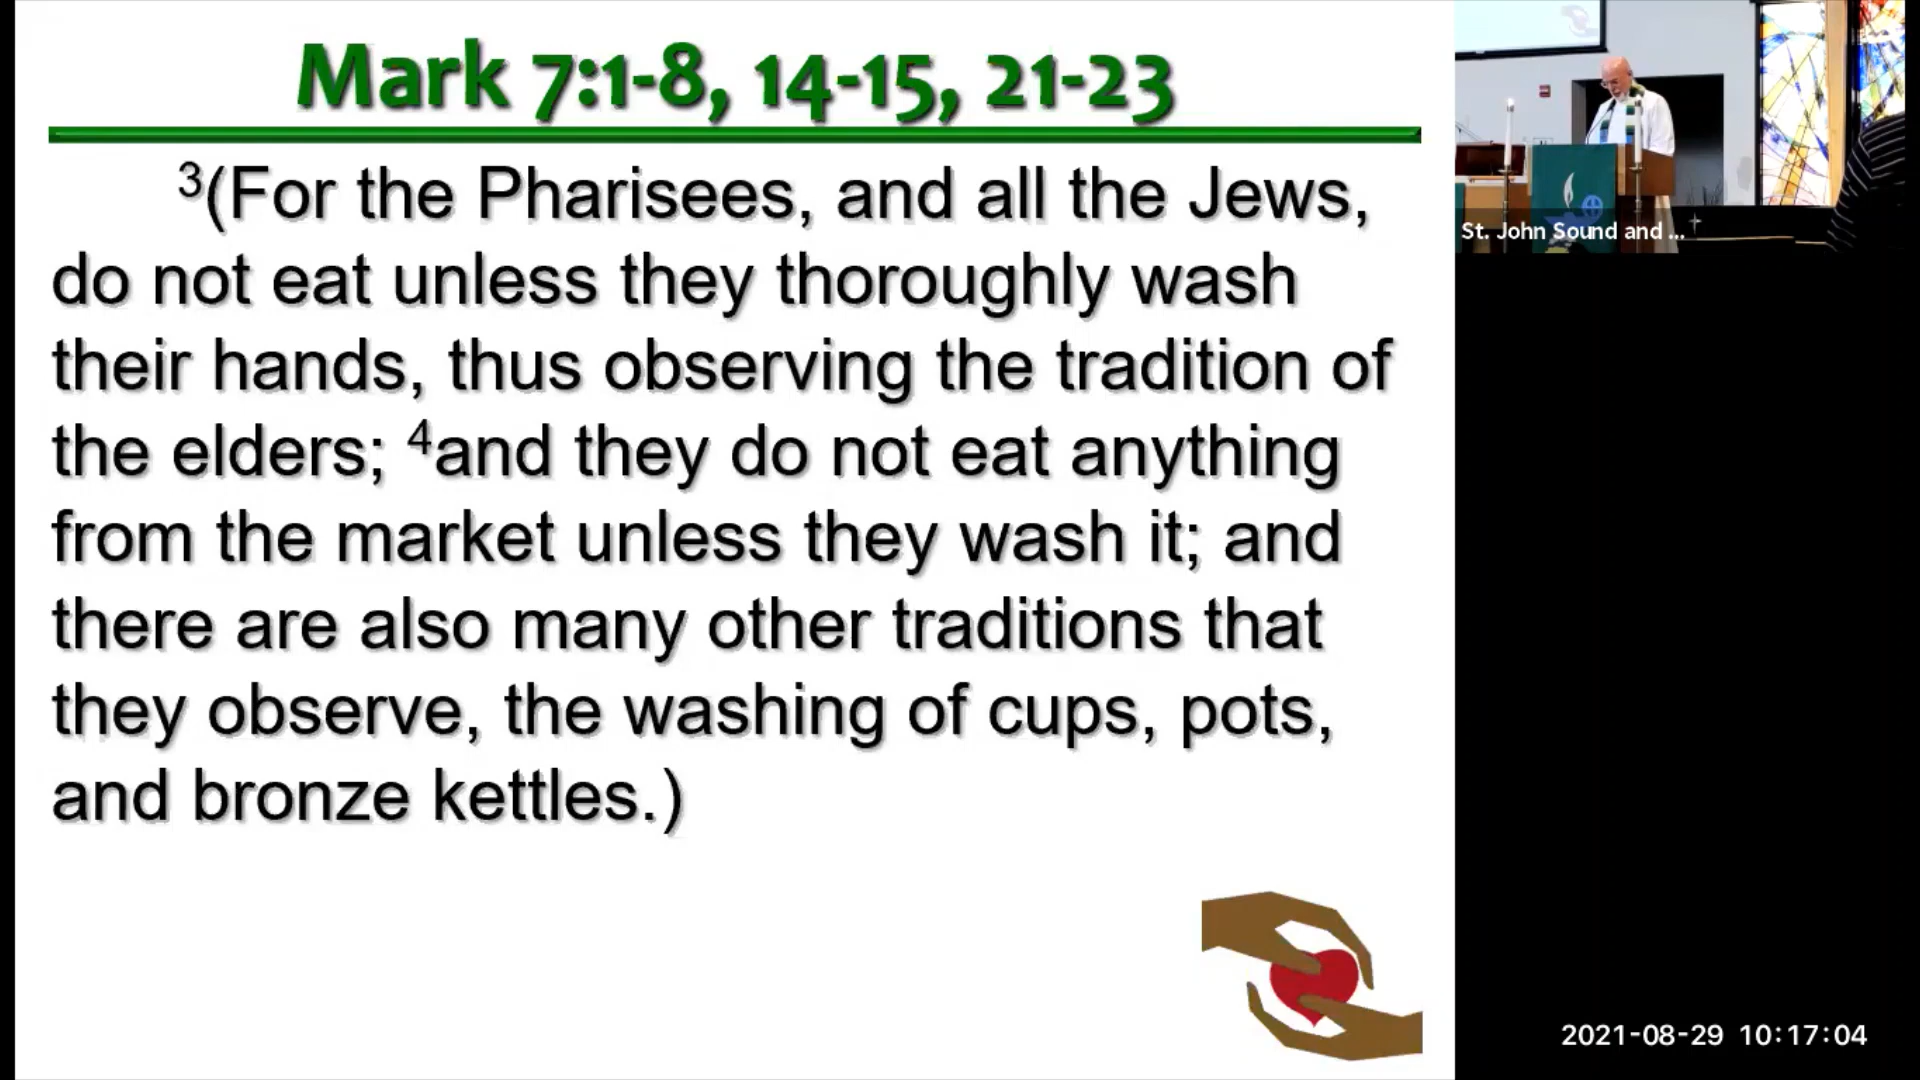 Mark 7:1-8, 14-15, 21-23
³(For the Pharisees, and all the Jews,
do not eat unless they thoroughly wash
their hands, thus observing the tradition of
the elders; ⁴and they do not eat anything
from the market unless they wash it; and
there are also many other traditions that
they observe, the washing of cups, pots,
and bronze kettles.)
St. John Sound and ...
2021-08-29 10:17:04